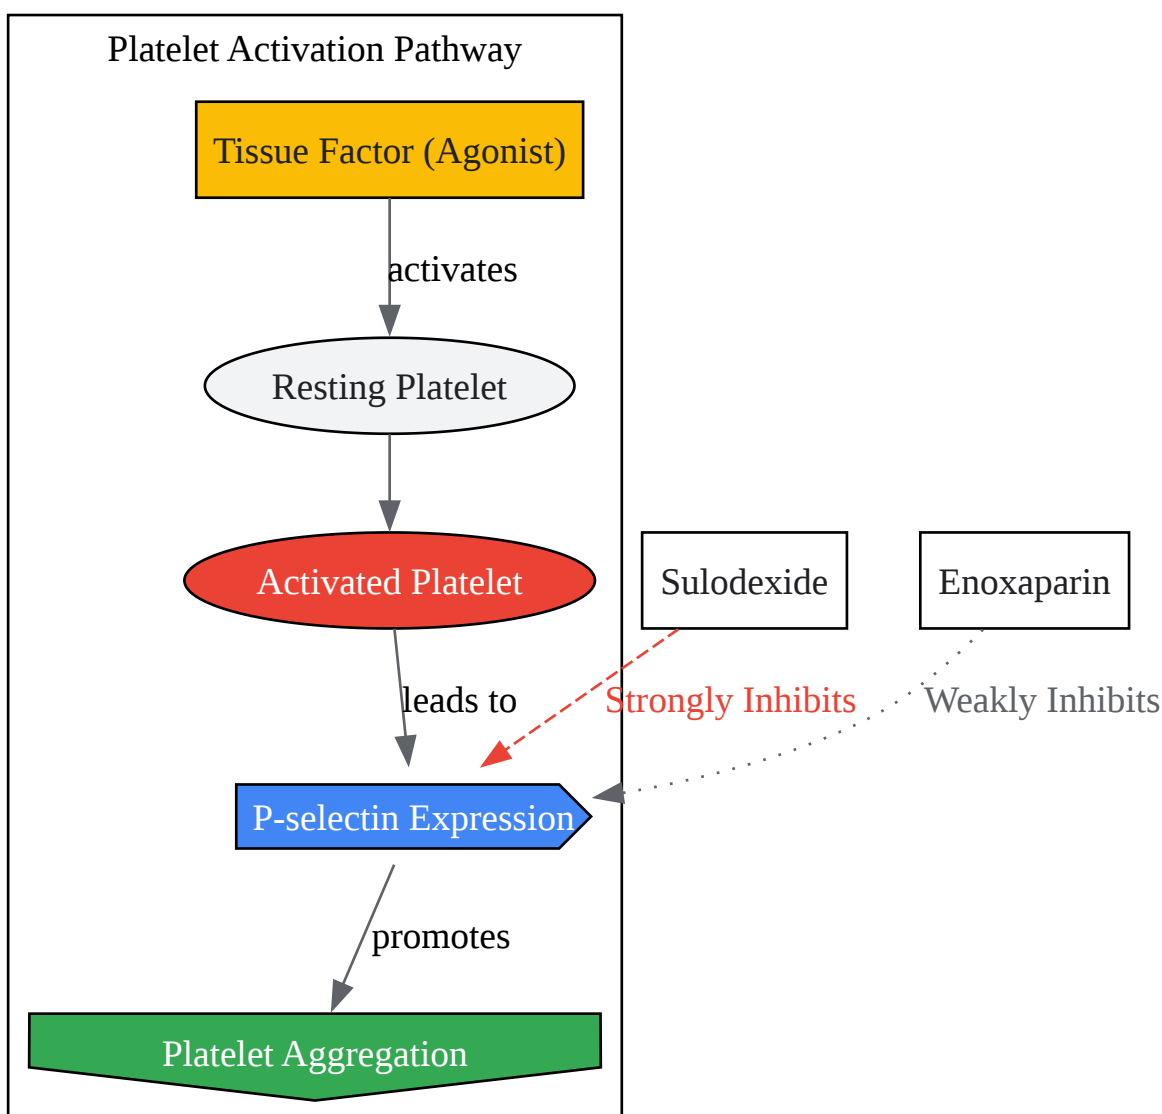 Platelet Activation Pathway
Tissue Factor (Agonist)
activates
Resting Platelet
Activated Platelet
Sulodexide
Enoxaparin
leads to
Strongly Inhibits
Weakly Inhibits
P-selectin Expression
promotes
Platelet Aggregation